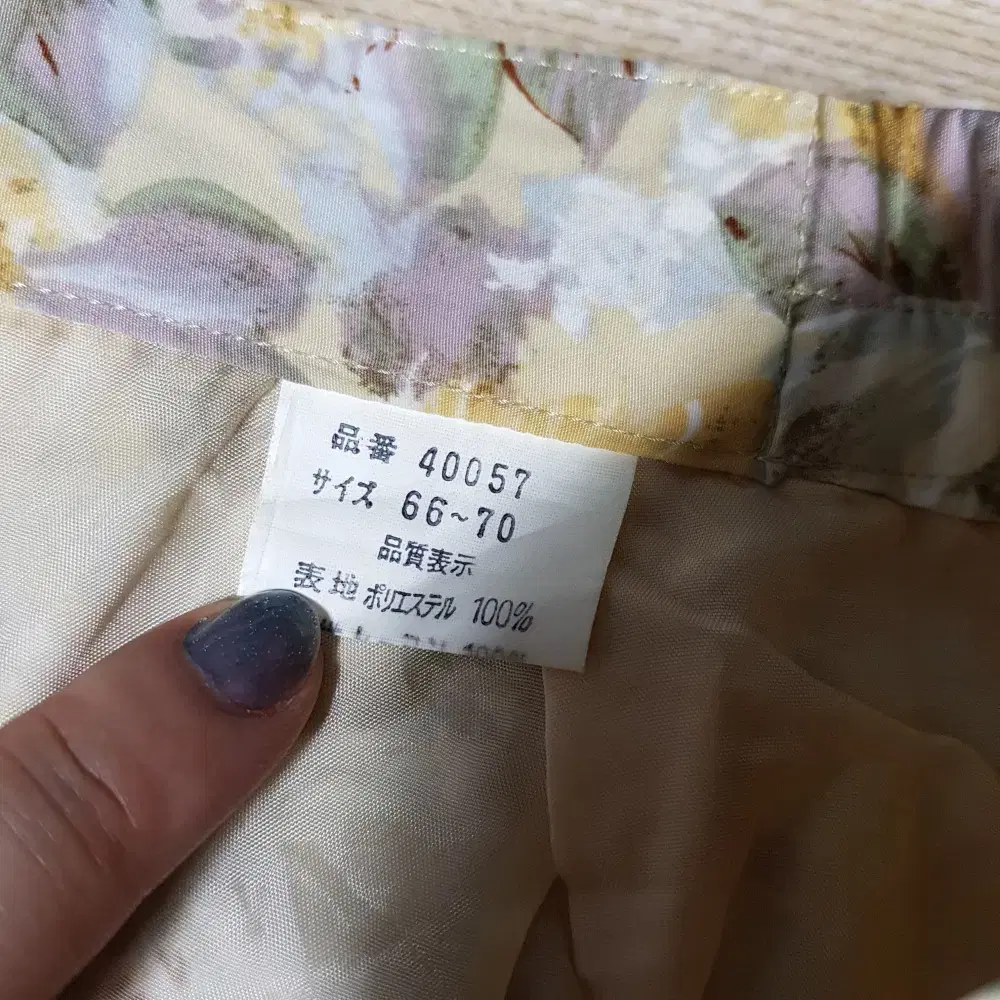 品番 40057
サイズ 66~70
品質表示
表地 ポリエステル 100%